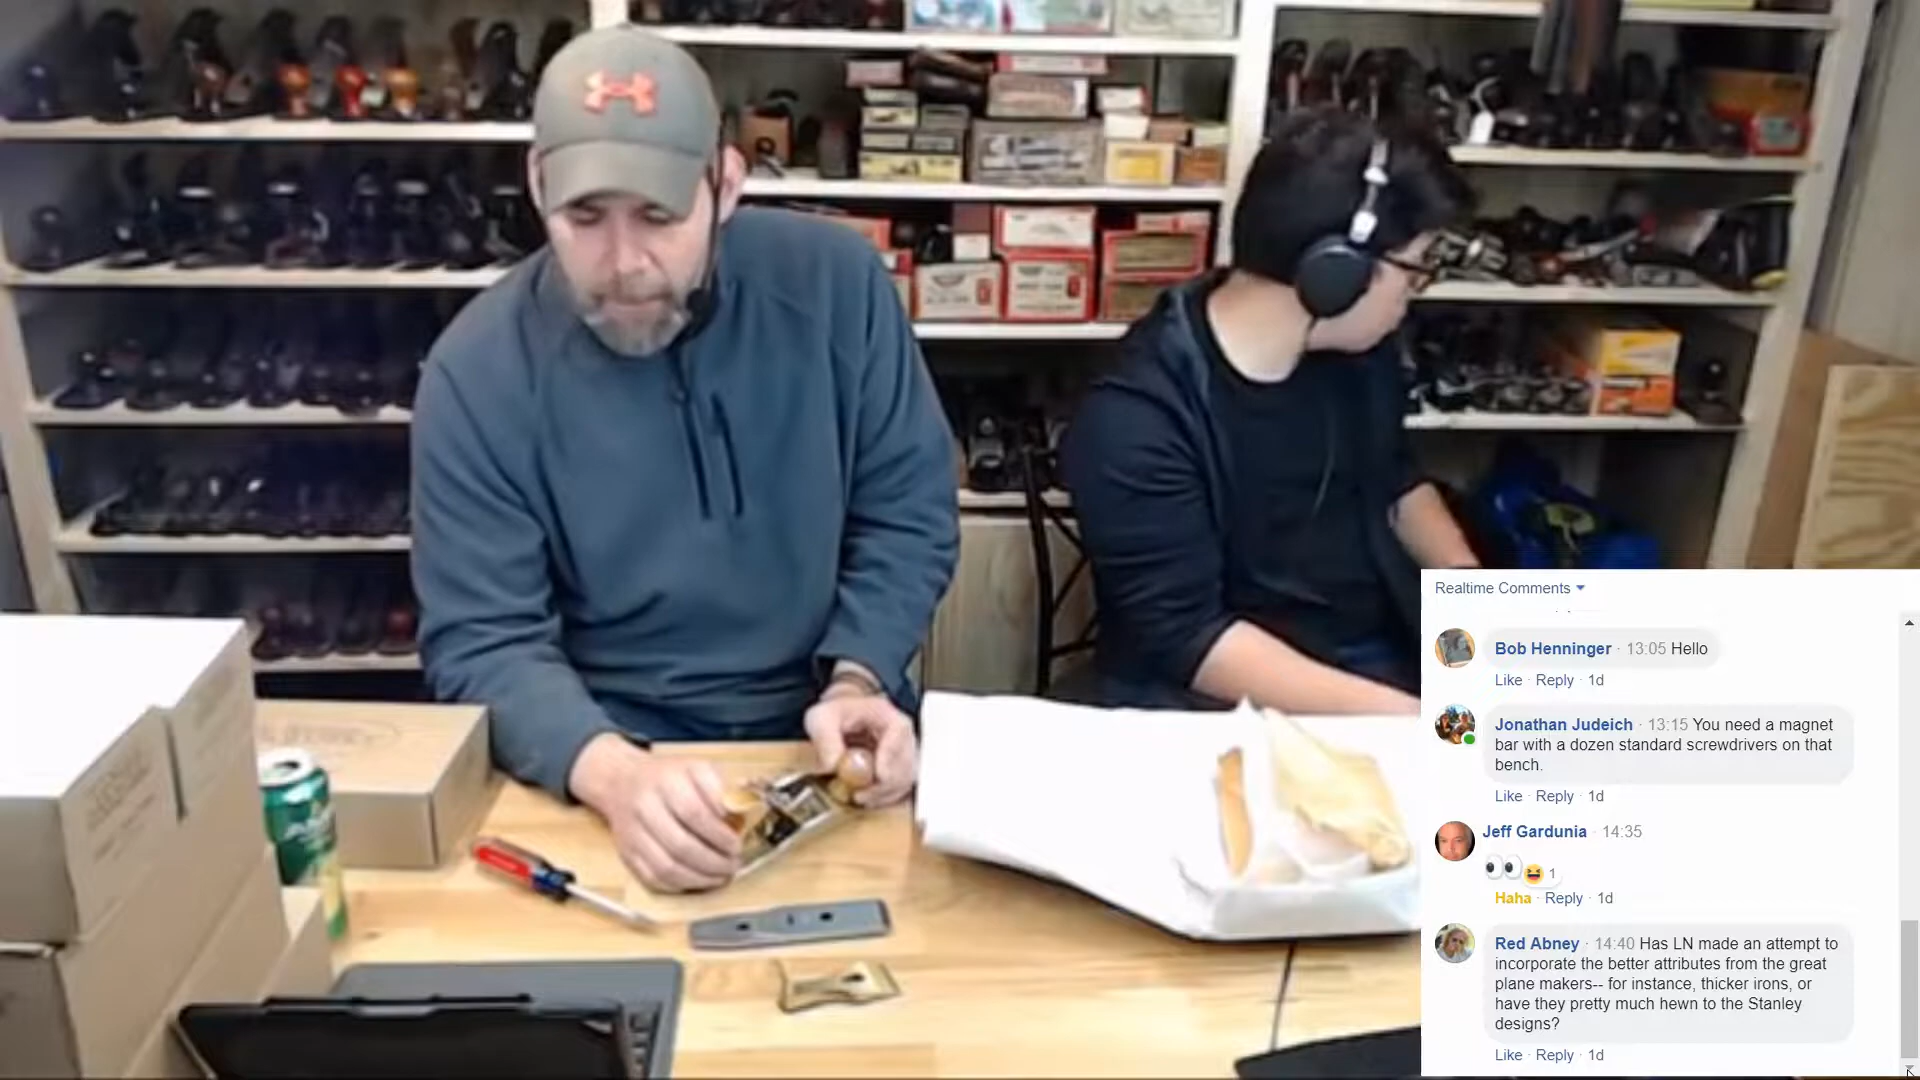 Realtime Comments
Bob Henninger · 13:05 Hello
Like · Reply · 1d
Jonathan Judeich · 13:15 You need a magnet
bar with a dozen standard screwdrivers on that
bench.
Like · Reply · 1d
Jeff Gardunia · 14:35
1
Haha · Reply · 1d
Red Abney · 14:40 Has LN made an attempt to
incorporate the better attributes from the great
plane makers-- for instance, thicker irons, or
have they pretty much hewn to the Stanley
designs?
Like · Reply · 1d